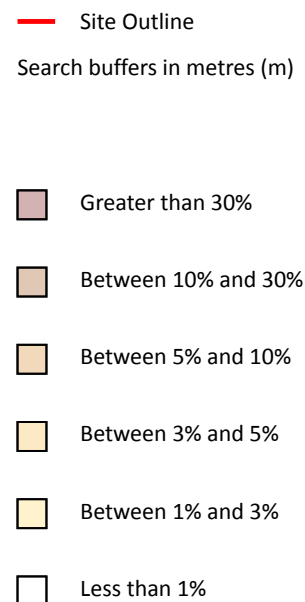 Site Outline
Search buffers in metres (m)
Greater than 30%
Between 10% and 30%
Between 5% and 10%
Between 3% and 5%
Between 1% and 3%
Less than 1%